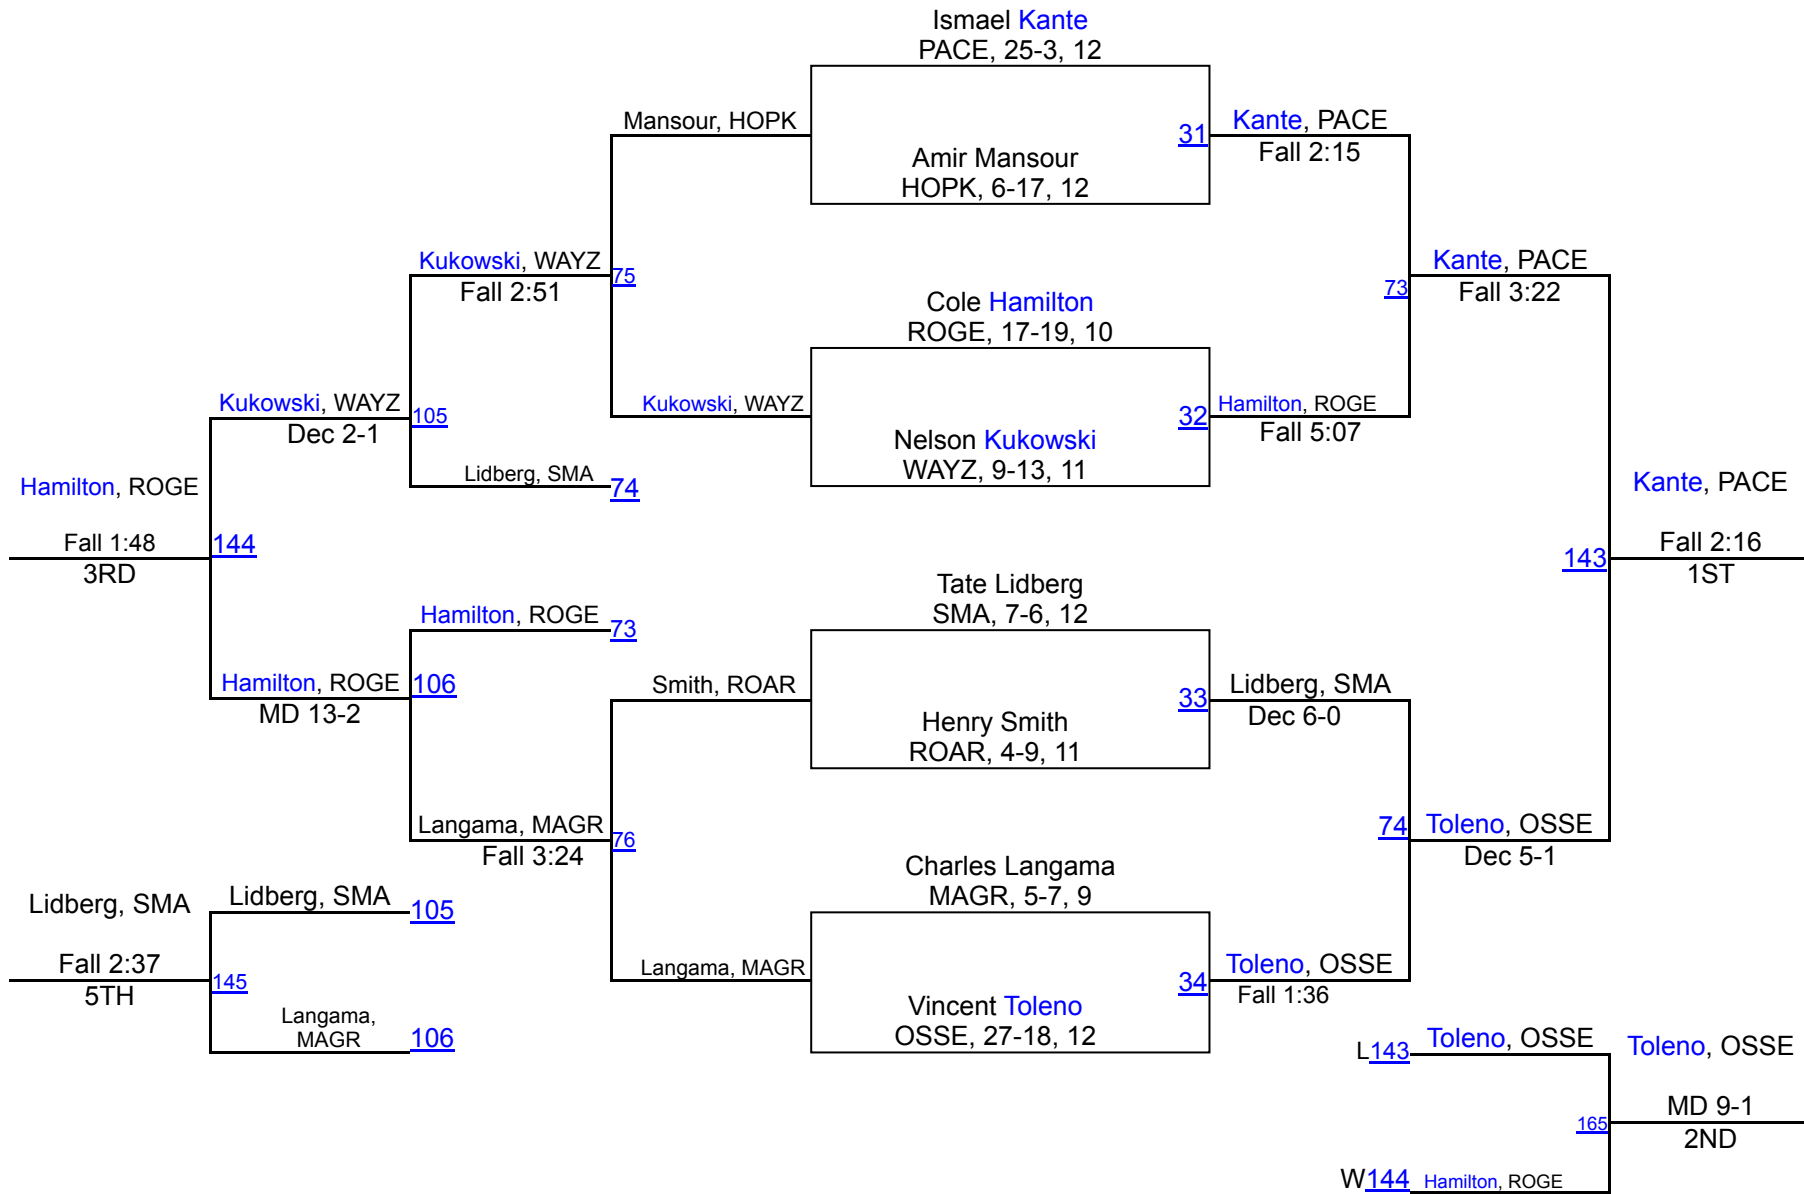 Ismael Kante
PACE, 25-3, 12
Mansour, HOPK
31
Kante, PACE
Fall 2:15
Amir Mansour
HOPK, 6-17, 12
Kukowski, WAYZ
Fall 2:51
75
Kante, PACE
Fall 3:22
73
Cole Hamilton
ROGE, 17-19, 10
Kukowski, WAYZ
Dec 2-1
105
Kukowski, WAYZ
32
Hamilton, ROGE
Fall 5:07
Nelson Kukowski
WAYZ, 9-13, 11
Lidberg, SMA
74
Hamilton, ROGE
Fall 1:48
3RD
144
Kante, PACE
Fall 2:16
1ST
143
Tate Lidberg
SMA, 7-6, 12
Hamilton, ROGE
73
Hamilton, ROGE
MD 13-2
106
Smith, ROAR
33
Lidberg, SMA
Dec 6-0
Henry Smith
ROAR, 4-9, 11
Langama, MAGR
Fall 3:24
76
74
Toleno, OSSE
Dec 5-1
Charles Langama
MAGR, 5-7, 9
Lidberg, SMA
Lidberg, SMA
105
Fall 2:37
5TH
145
Langama, MAGR
34
Toleno, OSSE
Fall 1:36
Vincent Toleno
OSSE, 27-18, 12
Langama,
MAGR
106
L143
Toleno, OSSE
Toleno, OSSE
MD 9-1
2ND
165
W144
Hamilton, ROGE